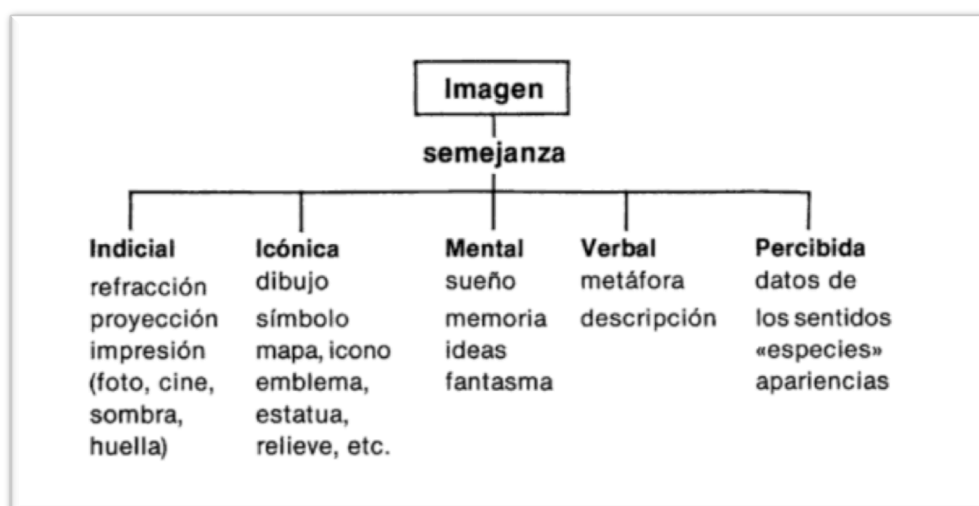 Imagen
semejanza
Indicial
refracción
proyección
impresión
(foto, cine,
sombra,
huella)
Icónica
dibujo
símbolo
mapa, icono
emblema,
estatua,
relieve, etc.
Mental
sueño
memoria
ideas
fantasma
Verbal
metáfora
descripción
Percibida
datos de
los sentidos
«especies»
apariencias